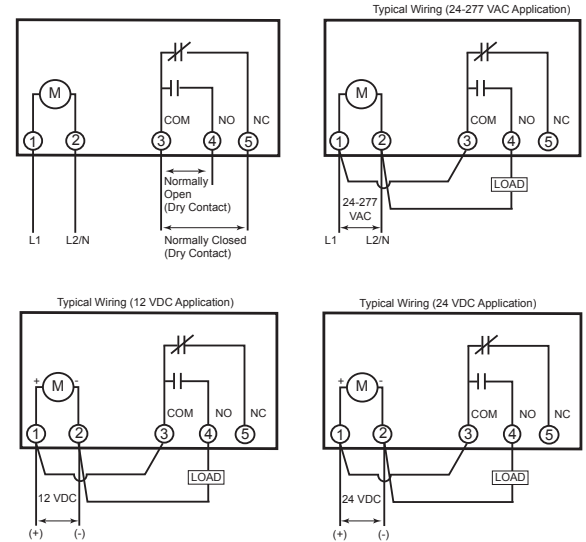 M
COM NO NC
1 2 3 4 5
Normally
Open
(Dry Contact)
Normally Closed
(Dry Contact)
L1 L2/N
Typical Wiring (24-277 VAC Application)
M
COM NO NC
1 2 3 4 5
LOAD
24-277
VAC
L1 L2/N
Typical Wiring (12 VDC Application)
+ M -
COM NO NC
1 2 3 4 5
LOAD
12 VDC
(+) (-)
Typical Wiring (24 VDC Application)
+ M -
COM NO NC
1 2 3 4 5
LOAD
24 VDC
(+) (-)